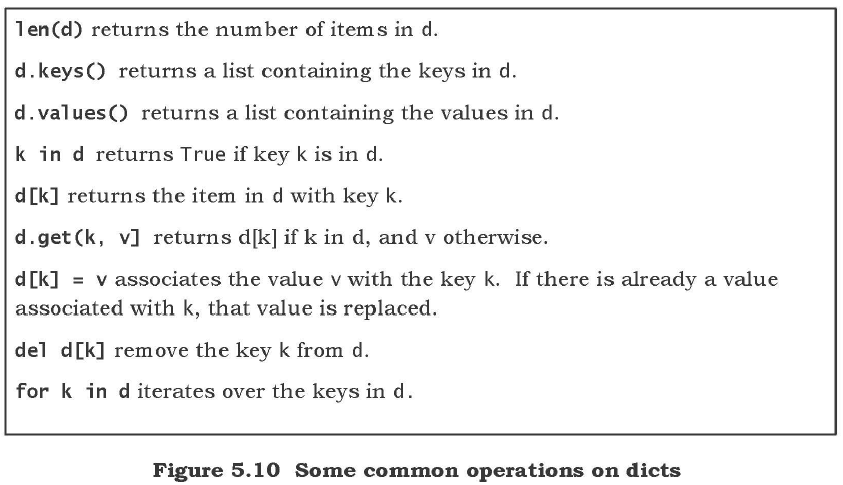 len(d) returns the number of items in d.
d.keys() returns a list containing the keys in d.
d.values() returns a list containing the values in d.
k in d returns True if key k is in d.
d[k] returns the item in d with key k.
d.get(k, v] returns d[k] if k in d, and v otherwise.
d[k] = v associates the value v with the key k. If there is already a value
associated with k, that value is replaced.
del d[k] remove the key k from d.
for k in d iterates over the keys in d.
Figure 5.10 Some common operations on dicts